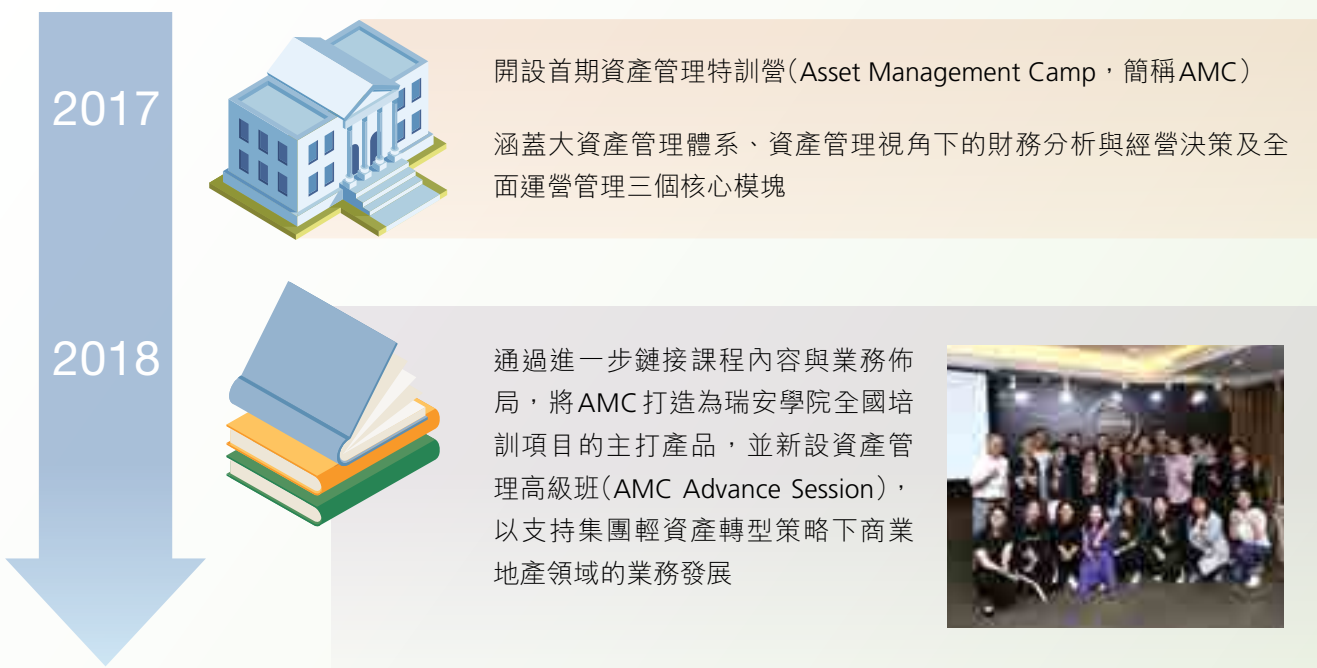 2017
開設首期資產管理特訓營(Asset Management Camp，簡稱AMC)
涵蓋大資產管理體系、資產管理視角下的財務分析與經營決策及全
面運營管理三個核心模塊
2018
通過進一步鏈接課程內容與業務佈
局，將AMC打造為瑞安學院全國培
訓項目的主打產品，並新設資產管
理高級班(AMC Advance Session)，
以支持集團輕資產轉型策略下商業
地產領域的業務發展